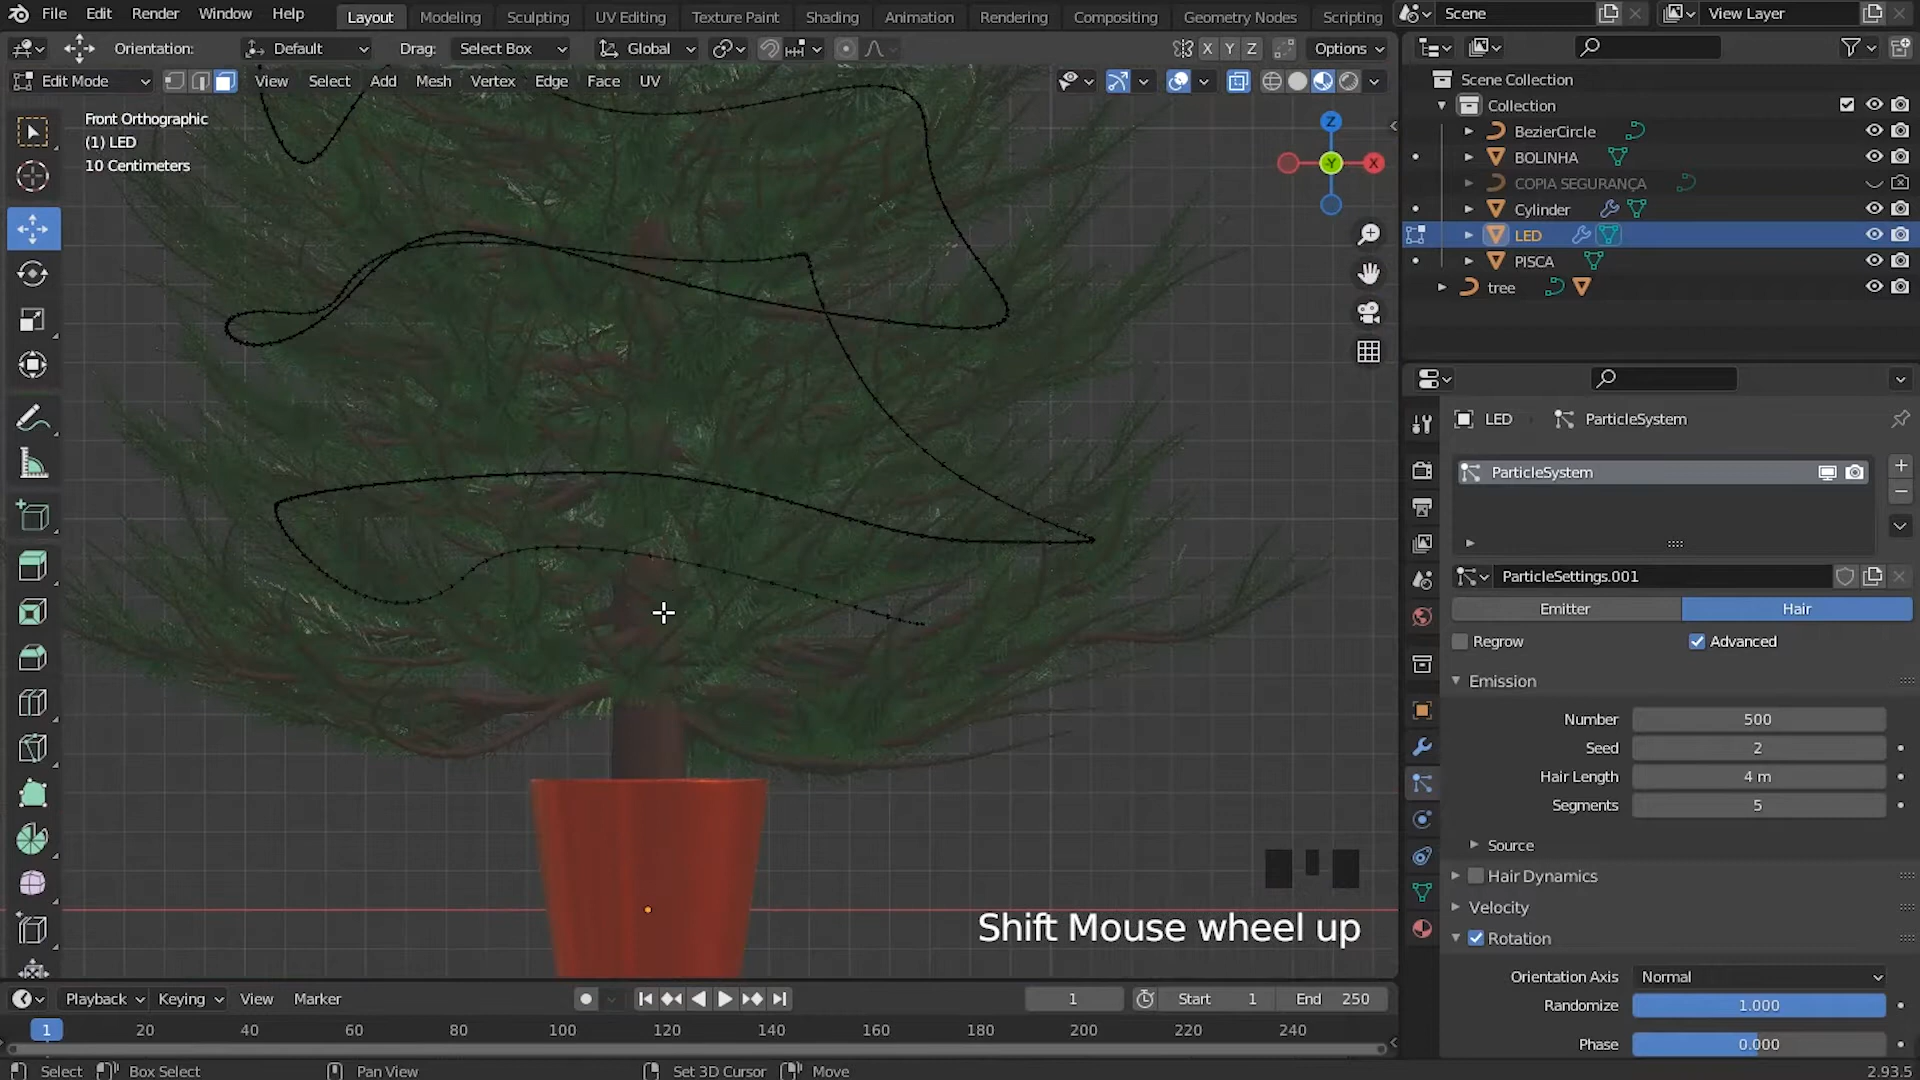 File Edit Render Window Help Layout Modeling Sculpting UV Editing Texture Paint Shading Animation Rendering Compositing Geometry Nodes Scripting Scene View Layer
Orientation: Default Drag: Select Box Global X Y Z Options
Edit Mode View Select Add Mesh Vertex Edge Face UV
Scene Collection
Collection
BezierCircle
BOLINHA
COPIA SEGURANÇA
Cylinder
LED
PISCA
tree
Front Orthographic
(1) LED
10 Centimeters
Z
Y
X
LED ParticleSystem
ParticleSystem
ParticleSettings.001
Emitter Hair
Regrow Advanced
Emission
Number 500
Seed 2
Hair Length 4 m
Segments 5
Source
Hair Dynamics
Velocity
Rotation
Orientation Axis Normal
Randomize 1.000
Phase 0.000
Shift Mouse wheel up
Playback Keying View Marker 1 Start 1 End 250
1 20 40 60 80 100 120 140 160 180 200 220 240
Select Box Select Pan View Set 3D Cursor Move 2.93.5